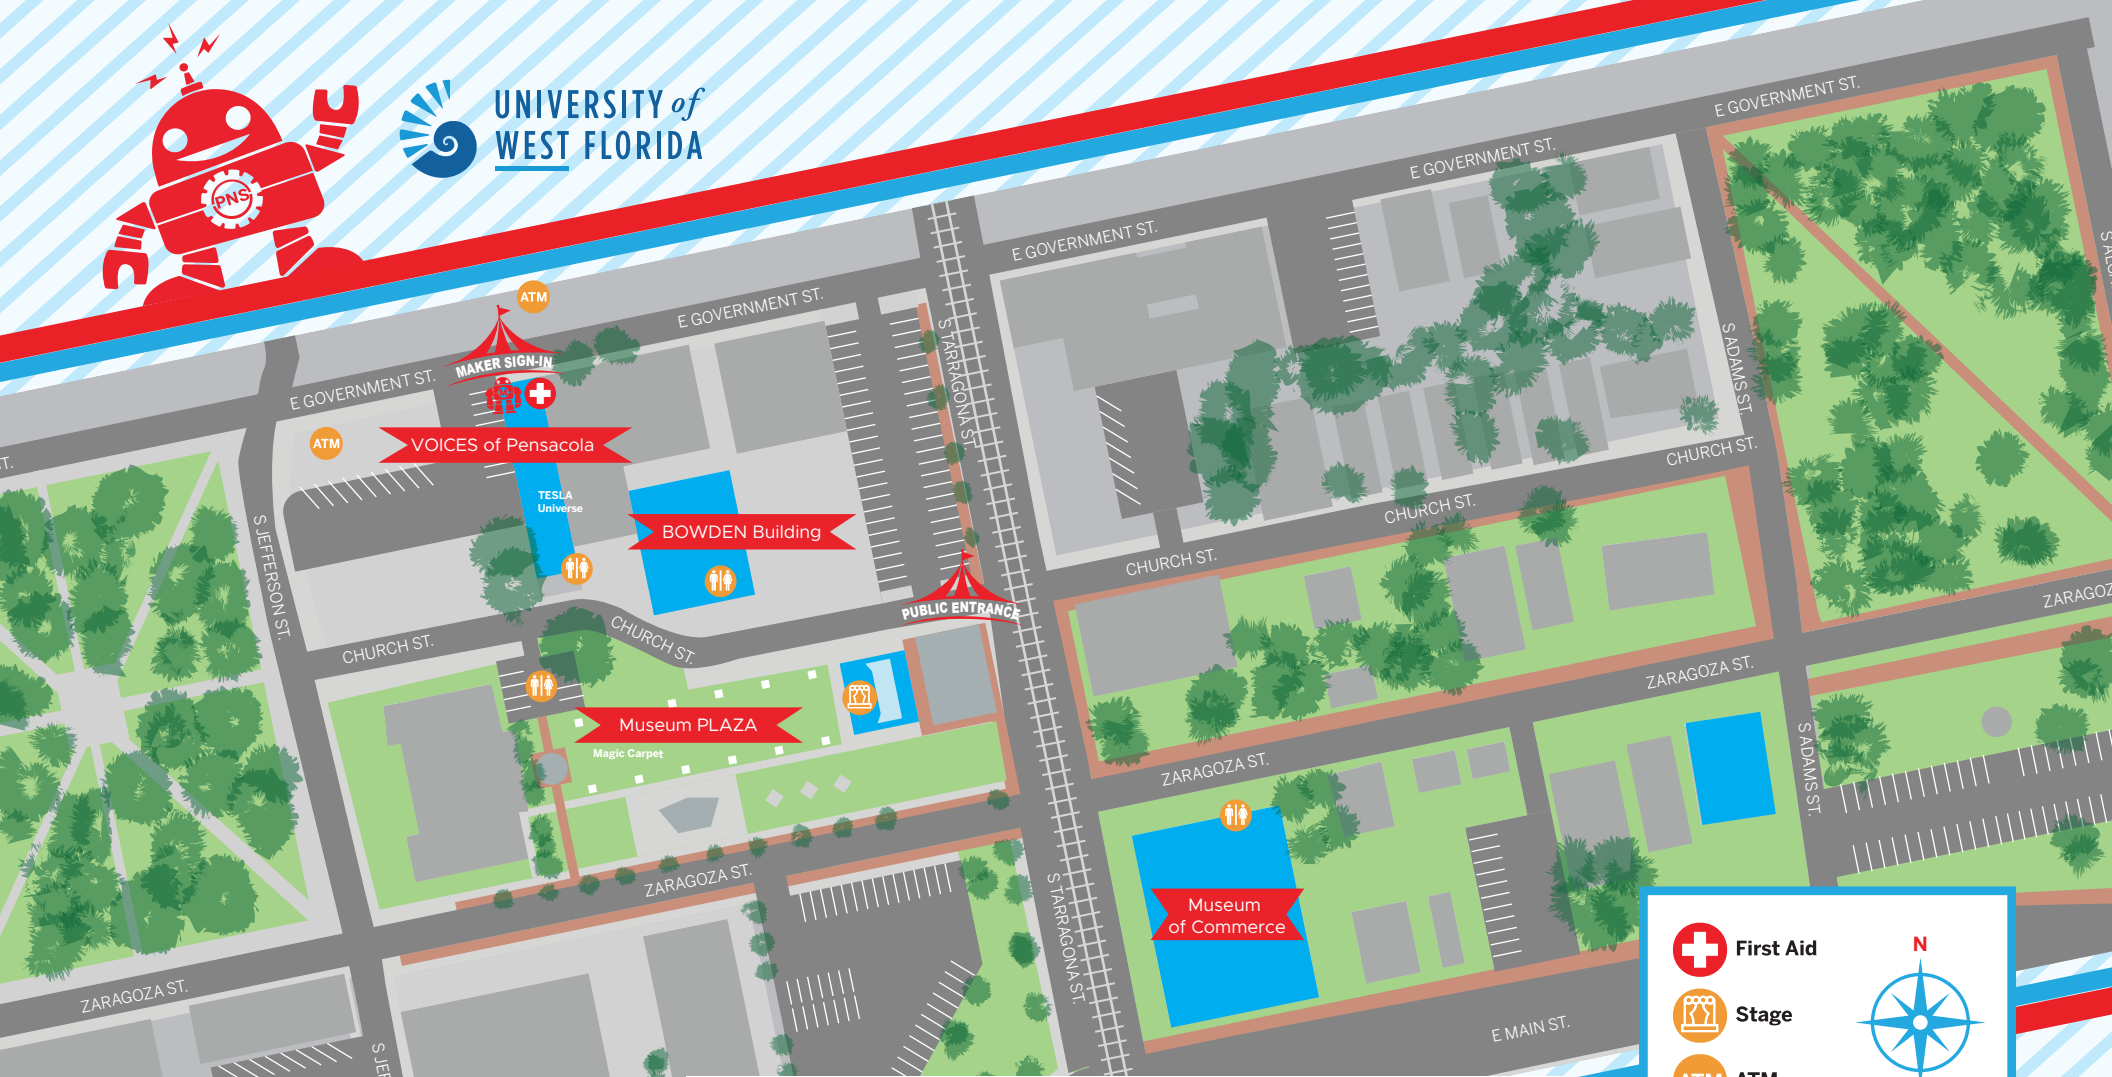 UNIVERSITY of
WEST FLORIDA
PNS
E GOVERNMENT ST.
E GOVERNMENT ST.
E GOVERNMENT ST.
E GOVERNMENT ST.
E GOVERNMENT ST.
ATM
MAKER SIGN-IN
ATM
VOICES of Pensacola
TESLA
Universe
BOWDEN Building
PUBLIC ENTRANCE
ST.
S JEFFERSON ST.
S TARRAGONA ST.
S ADAMS ST.
CHURCH ST.
CHURCH ST.
CHURCH ST.
CHURCH ST.
CHURCH ST.
Museum PLAZA
Magic Carpet
ZARAGOZA ST.
ZARAGOZA ST.
ZARAGOZA ST.
ZARAGOZA ST.
ZARAGOZ
S ADAMS ST.
S TARRAGONA ST.
S JEF
Museum
of Commerce
E MAIN ST.
First Aid
N
Stage
ATM